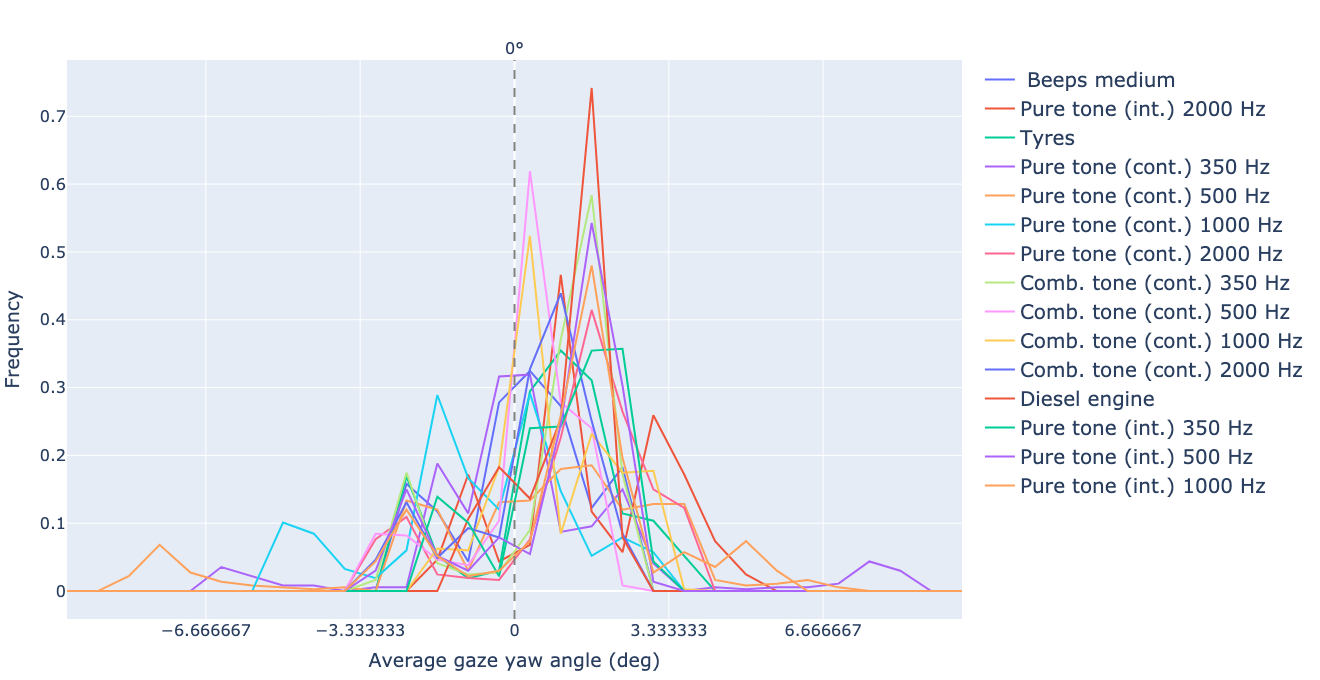 0°
0.7
0.6
0.5
0.4
0.3
0.2
0.1
0
Frequency
−6.666667
−3.333333
0
3.333333
6.666667
Average gaze yaw angle (deg)
Beeps medium
Pure tone (int.) 2000 Hz
Tyres
Pure tone (cont.) 350 Hz
Pure tone (cont.) 500 Hz
Pure tone (cont.) 1000 Hz
Pure tone (cont.) 2000 Hz
Comb. tone (cont.) 350 Hz
Comb. tone (cont.) 500 Hz
Comb. tone (cont.) 1000 Hz
Comb. tone (cont.) 2000 Hz
Diesel engine
Pure tone (int.) 350 Hz
Pure tone (int.) 500 Hz
Pure tone (int.) 1000 Hz